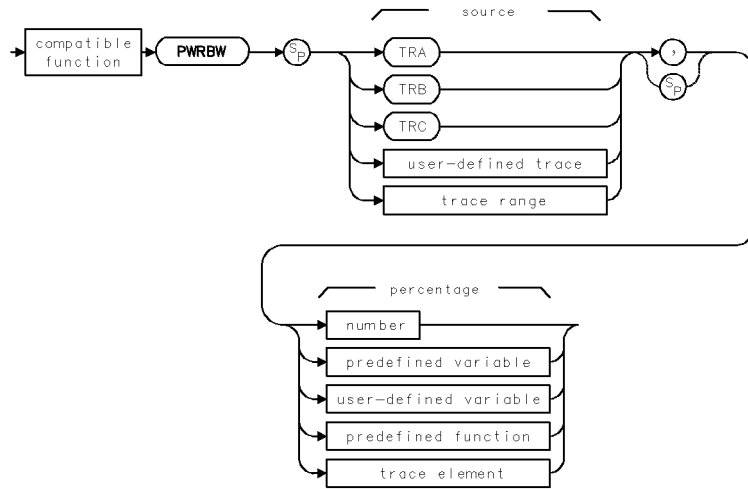 source
compatible
function
PWRBW
SP
TRA
,
TRB
SP
TRC
user-defined trace
trace range
percentage
number
predefined variable
user-defined variable
predefined function
trace element